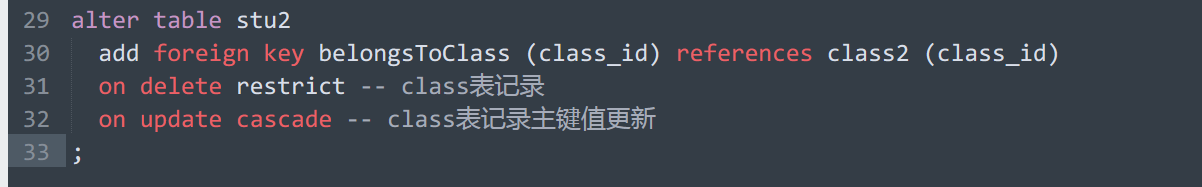 29 alter table stu2
30   add foreign key belongsToClass (class_id) references class2 (class_id)
31   on delete restrict -- class表记录
32   on update cascade -- class表记录主键值更新
33 ;